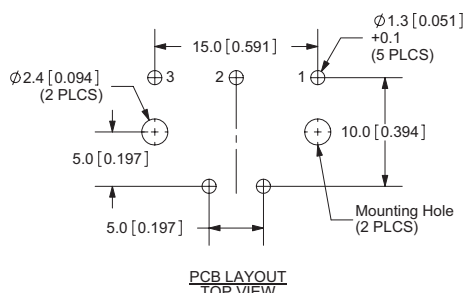 Ø1.3 [0.051]
+0.1
(5 PLCS)
15.0 [0.591]
Ø2.4 [0.094]
(2 PLCS)
3
2
1
10.0 [0.394]
5.0 [0.197]
5.0 [0.197]
Mounting Hole
(2 PLCS)
PCB LAYOUT
TOP VIEW